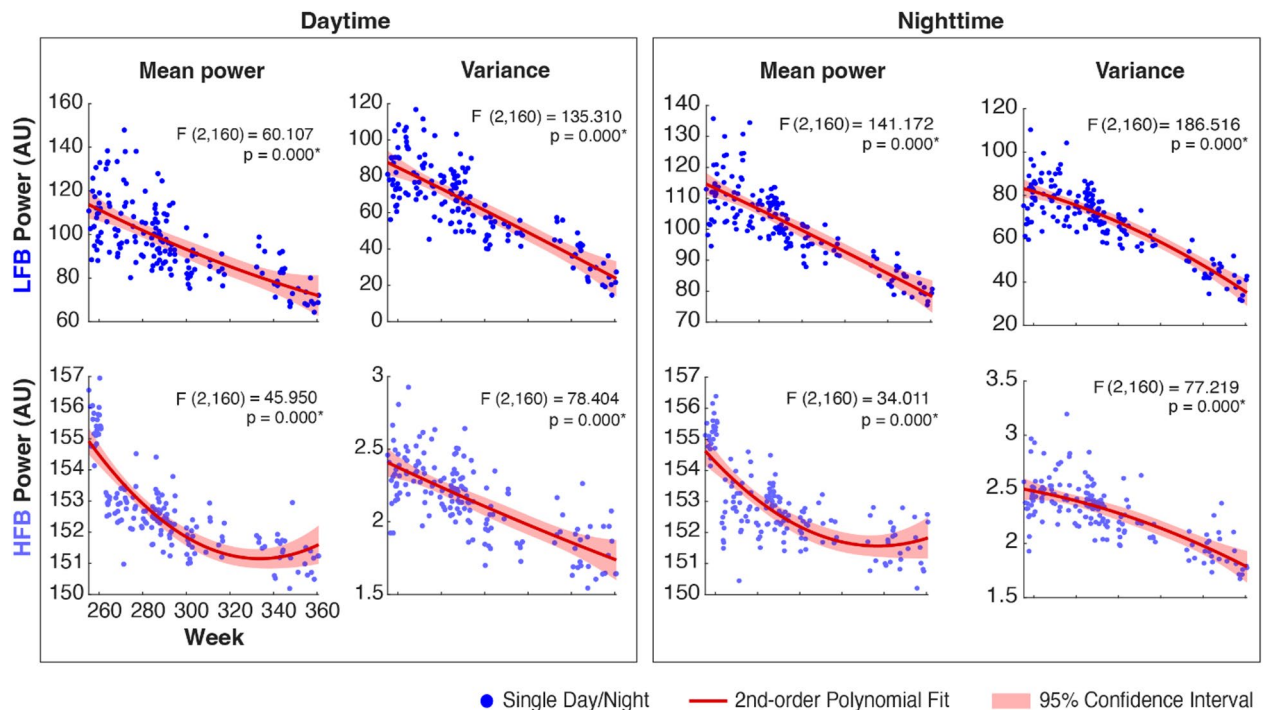 Daytime
Nighttime
Mean power
Variance
Mean power
Variance
LFB Power (AU)
160
140
120
100
80
60
F (2,160) = 60.107
p = 0.000*
120
100
80
60
40
20
0
F (2,160) = 135.310
p = 0.000*
140
130
120
110
100
90
80
70
F (2,160) = 141.172
p = 0.000*
120
100
80
60
40
20
F (2,160) = 186.516
p = 0.000*
HFB Power (AU)
157
156
155
154
153
152
151
150
F (2,160) = 45.950
p = 0.000*
260 280 300 320 340 360
Week
3
2.5
2
1.5
F (2,160) = 78.404
p = 0.000*
157
156
155
154
153
152
151
150
F (2,160) = 34.011
p = 0.000*
3.5
3
2.5
2
1.5
F (2,160) = 77.219
p = 0.000*
Single Day/Night
2nd-order Polynomial Fit
95% Confidence Interval